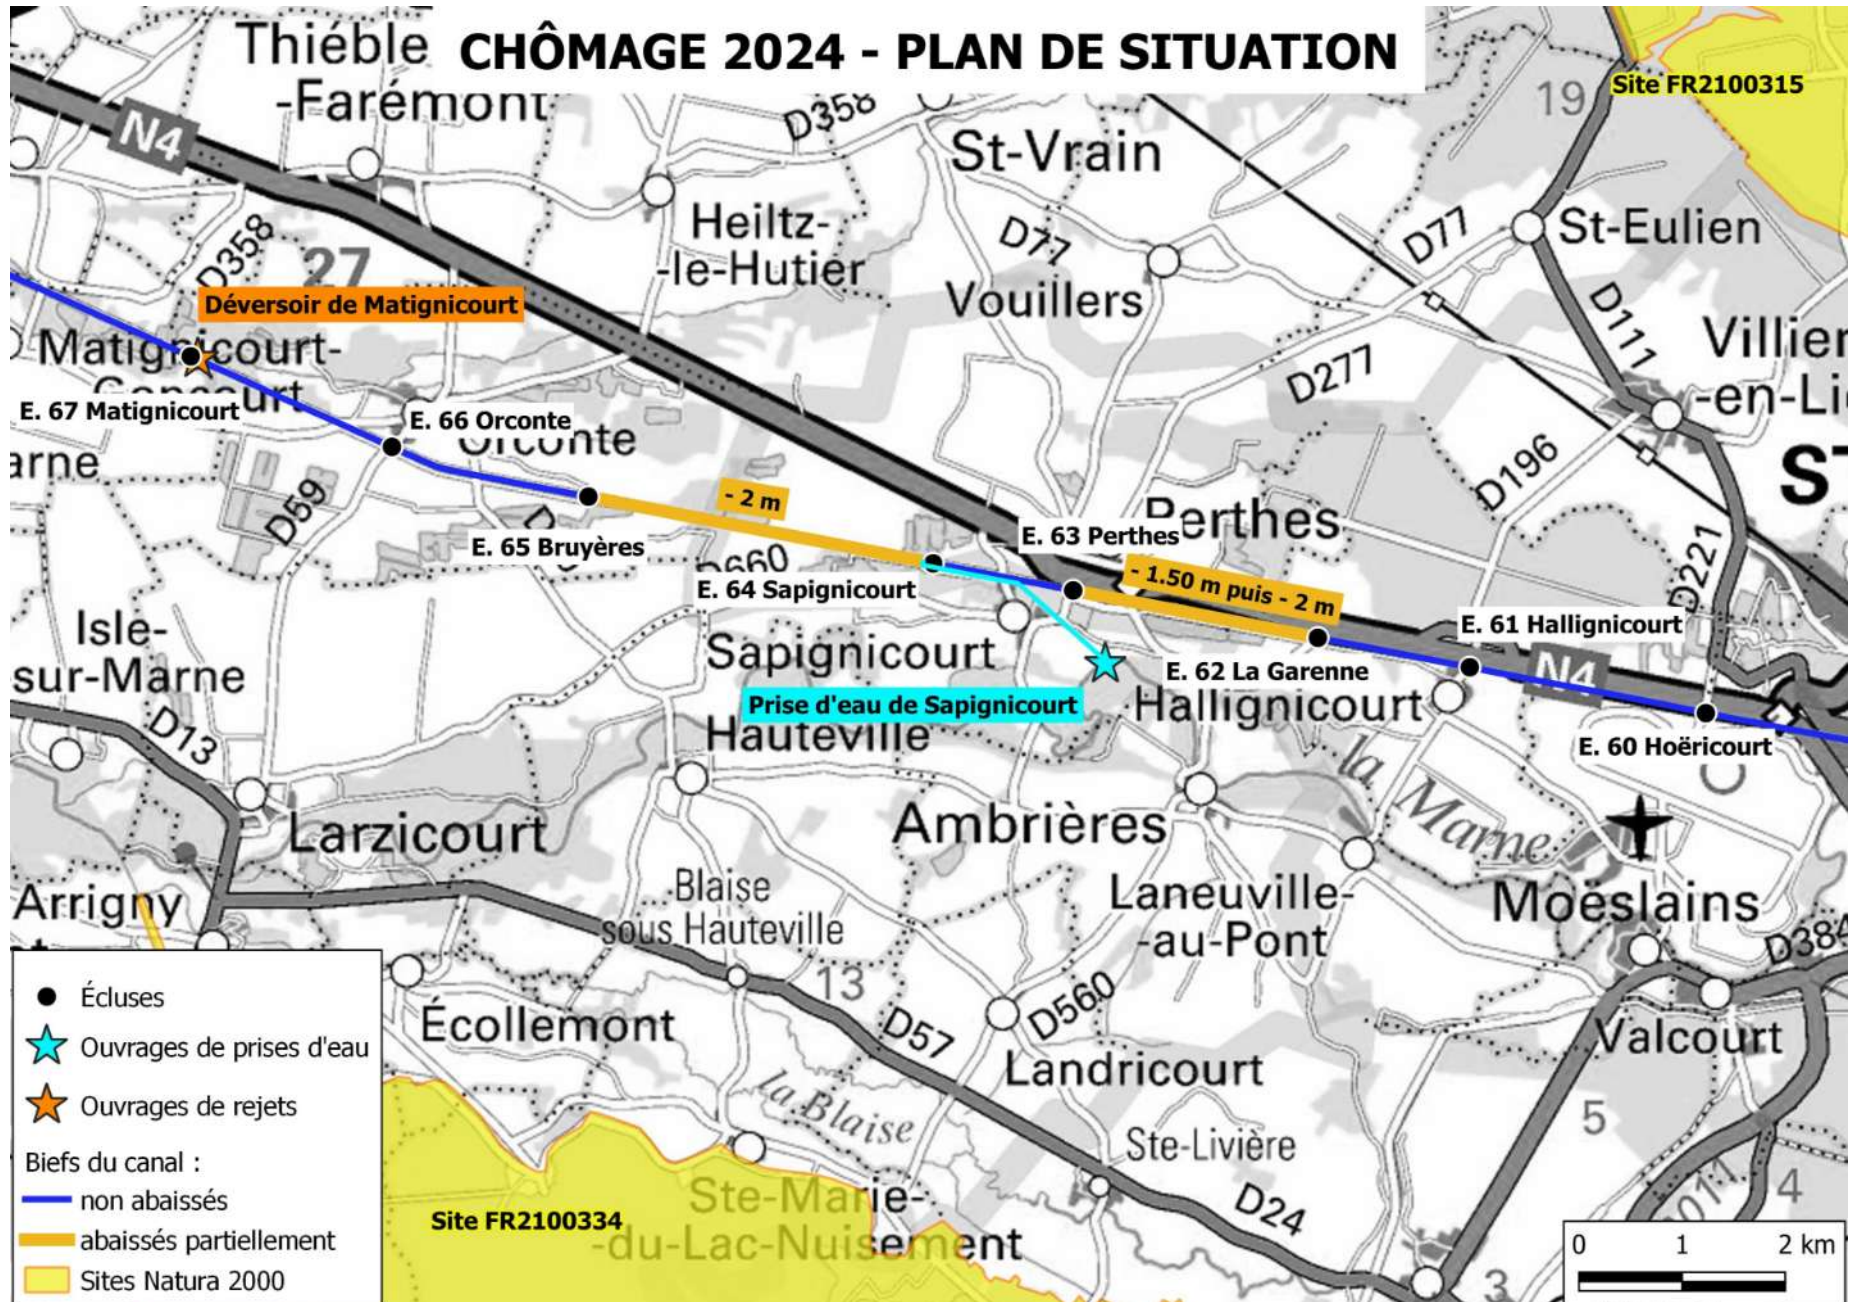 CHÔMAGE 2024 - PLAN DE SITUATION
Thiéble
-Farémont
N4
D358
19
Site FR2100315
St-Vrain
Heiltz-
-le-Hutier
D77
D77
St-Eulien
D358
27
Vouillers
D111
Villier
-en-Li
Déversoir de Matignicourt
Matignicourt-
D277
E. 67 Matignicourt
E. 66 Orconte
Orconte
arne
D196
ST
D59
- 2 m
Perthes
E. 63 Perthes
E. 65 Bruyères
D660
D221
- 1.50 m puis - 2 m
E. 64 Sapignicourt
E. 61 Hallignicourt
Isle-
-sur-Marne
Sapignicourt
E. 62 La Garenne
N4
Prise d'eau de Sapignicourt
Hallignicourt
D13
Hauteville
E. 60 Hoëricourt
la Marne
Larzicourt
Ambrières
Arrigny
Blaise
sous Hauteville
Laneuville-
-au-Pont
Moëslains
D384
13
Écollemont
D57
D560
Valcourt
Landricourt
la Blaise
5
Ste-Livière
Ste-Marie-
-du-Lac-Nuisement
Site FR2100334
D24
4
3
Écluses
Ouvrages de prises d'eau
Ouvrages de rejets
Biefs du canal :
non abaissés
abaissés partiellement
Sites Natura 2000
0 1 2 km